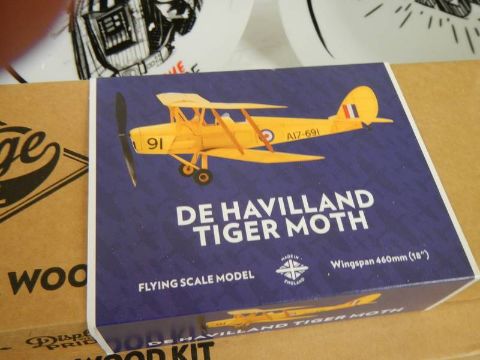 91
A17-691
DE HAVILLAND
TIGER MOTH
FLYING SCALE MODEL
MADE IN
ENGLAND
Wingspan 460mm (18")
DE HAVILLAND TIGER MOTH
WOOD KIT